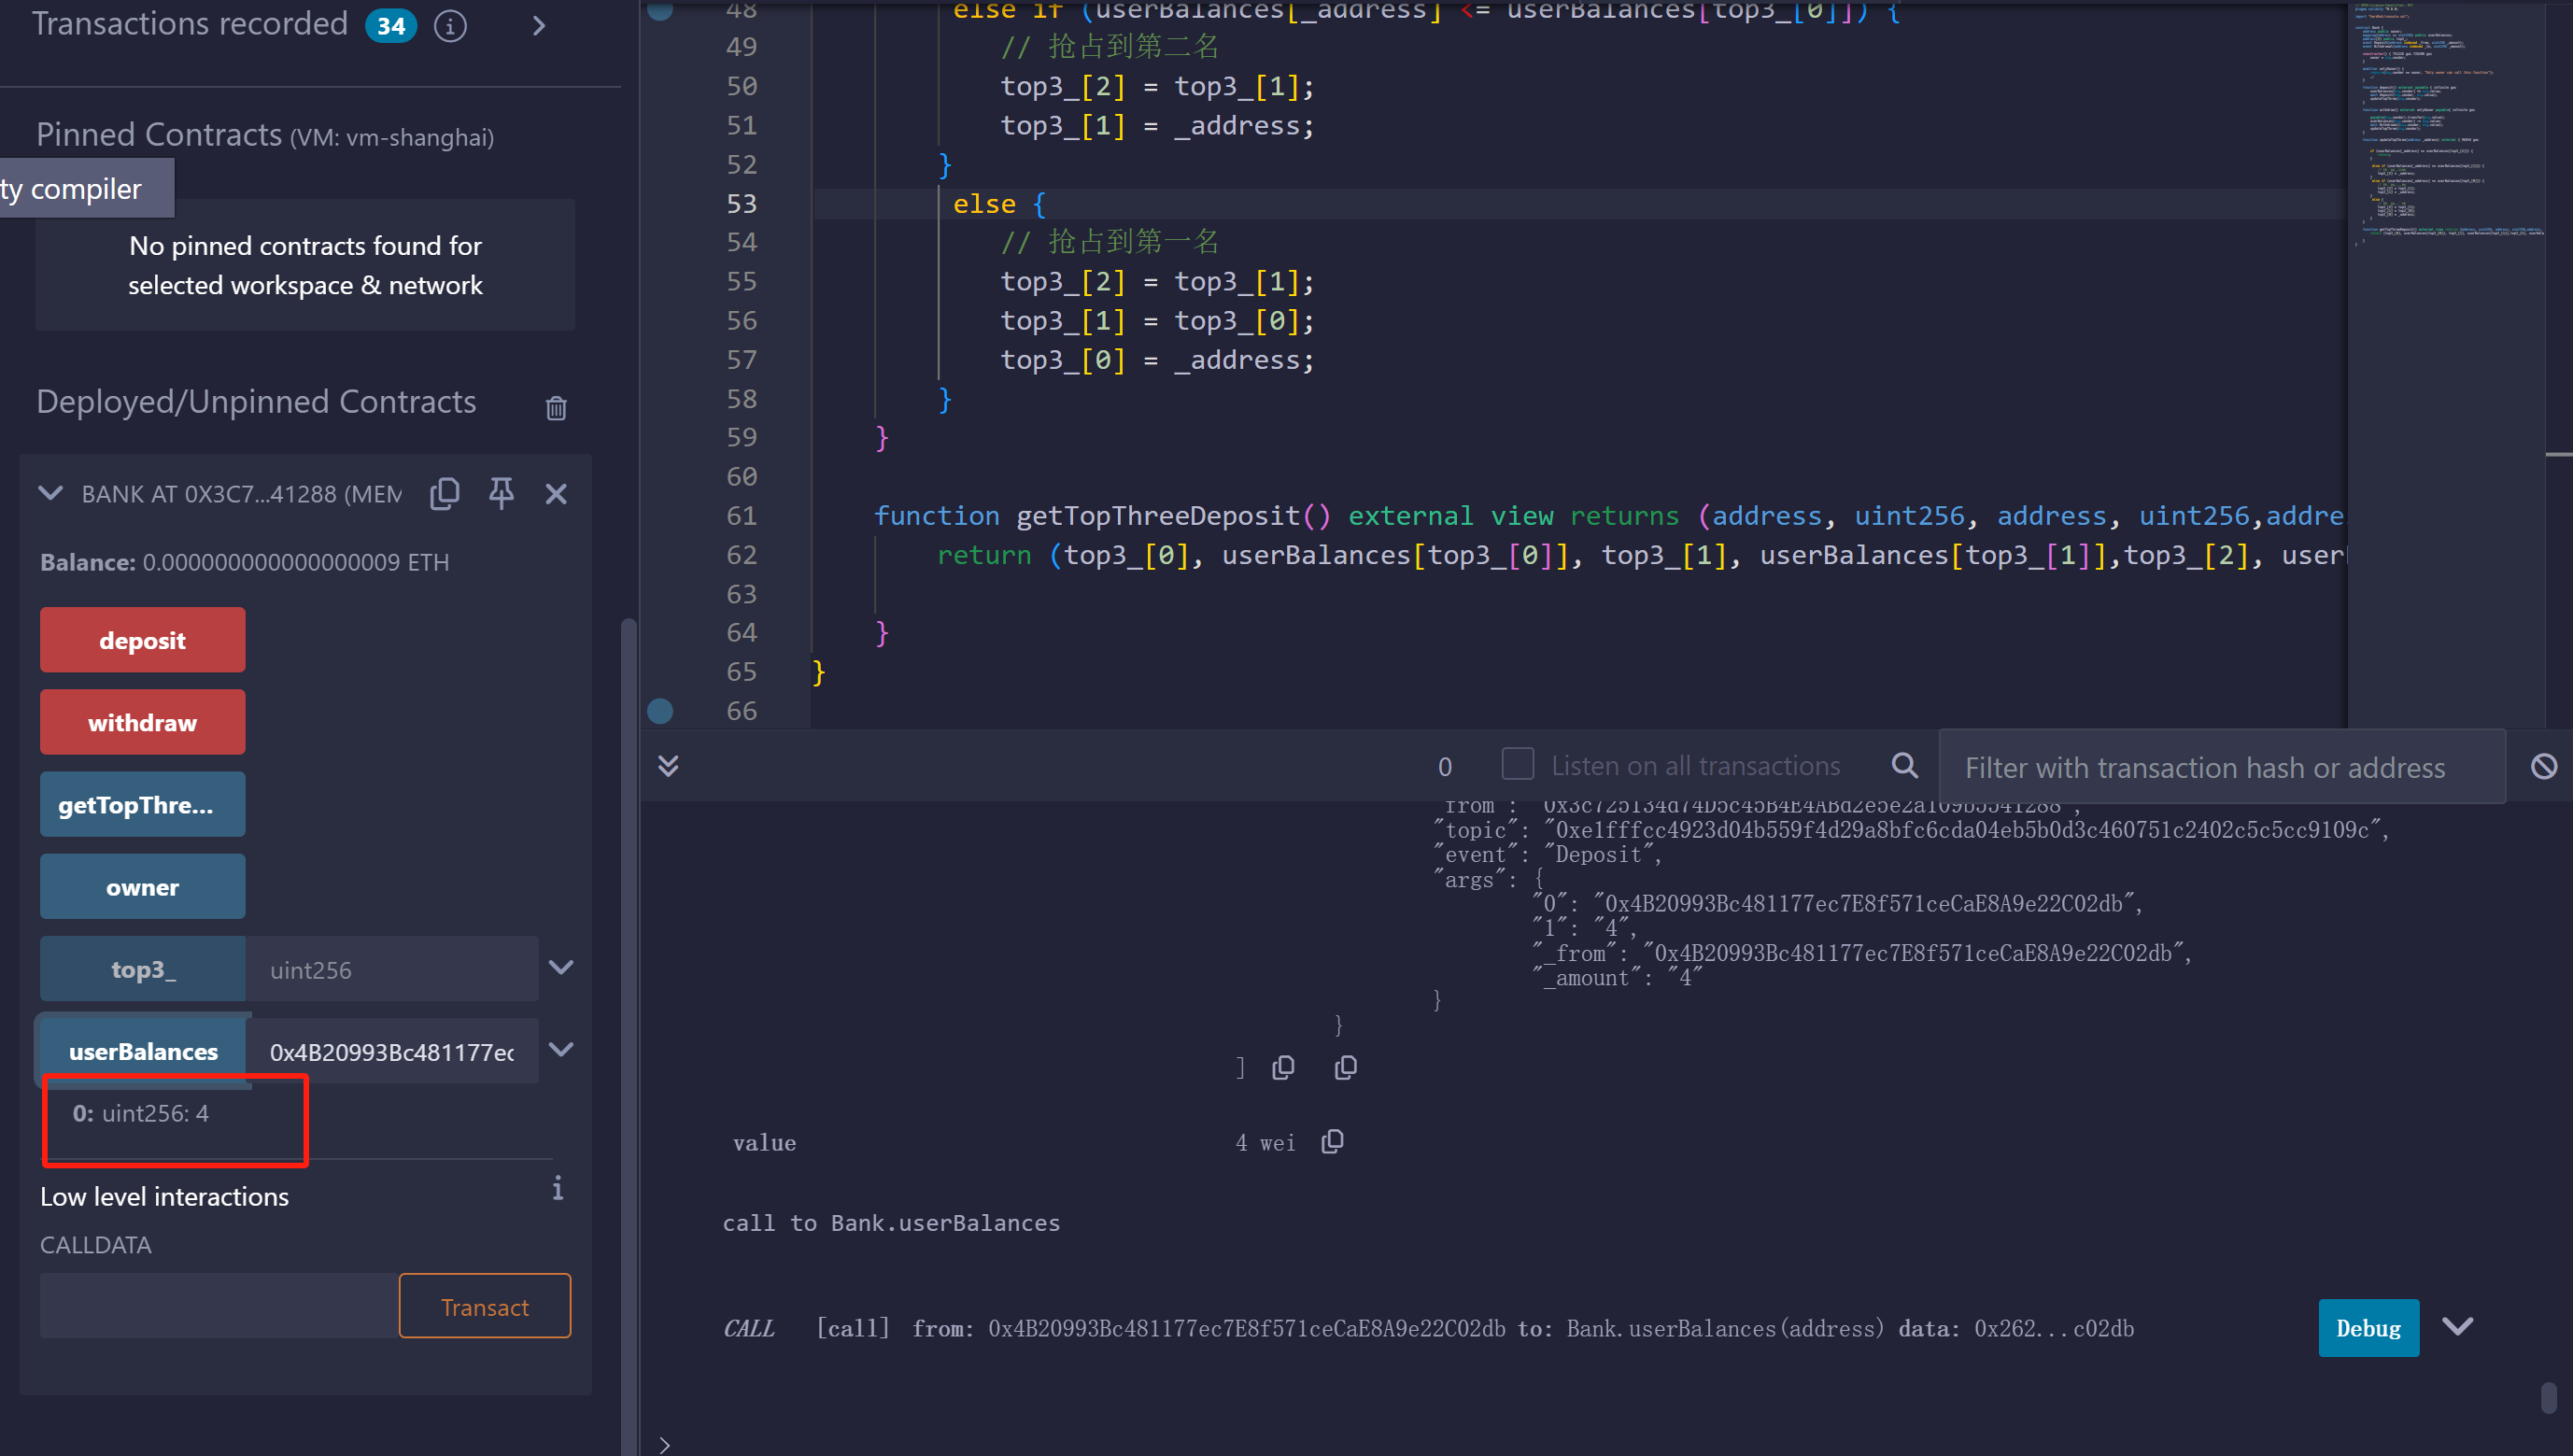 Transactions recorded 34
Pinned Contracts (VM: vm-shanghai)
ty compiler
No pinned contracts found for
selected workspace & network
Deployed/Unpinned Contracts
BANK AT 0X3C7...41288 (MEM
Balance: 0.000000000000000009 ETH
deposit
withdraw
getTopThre...
owner
top3_ uint256
userBalances 0x4B20993Bc481177ec
0: uint256: 4
Low level interactions
CALLDATA
Transact
48 else if (userBalances[_address] <= userBalances[top3_[0]]) {
49 // 抢占到第二名
50 top3_[2] = top3_[1];
51 top3_[1] = _address;
52 }
53 else {
54 // 抢占到第一名
55 top3_[2] = top3_[1];
56 top3_[1] = top3_[0];
57 top3_[0] = _address;
58 }
59 }
60
61 function getTopThreeDeposit() external view returns (address, uint256, address, uint256,addre
62 return (top3_[0], userBalances[top3_[0]], top3_[1], userBalances[top3_[1]],top3_[2], user
63
64 }
65 }
66
0 Listen on all transactions Filter with transaction hash or address
"topic": "0xe1fffcc4923d04b559f4d29a8bfc6cda04eb5b0d3c460751c2402c5c5cc9109c",
"event": "Deposit",
"args": {
"0": "0x4B20993Bc481177ec7E8f571ceCaE8A9e22C02db",
"1": "4",
"_from": "0x4B20993Bc481177ec7E8f571ceCaE8A9e22C02db",
"_amount": "4"
}
}
]
value 4 wei
call to Bank.userBalances
CALL [call] from: 0x4B20993Bc481177ec7E8f571ceCaE8A9e22C02db to: Bank.userBalances(address) data: 0x262...c02db
Debug
>